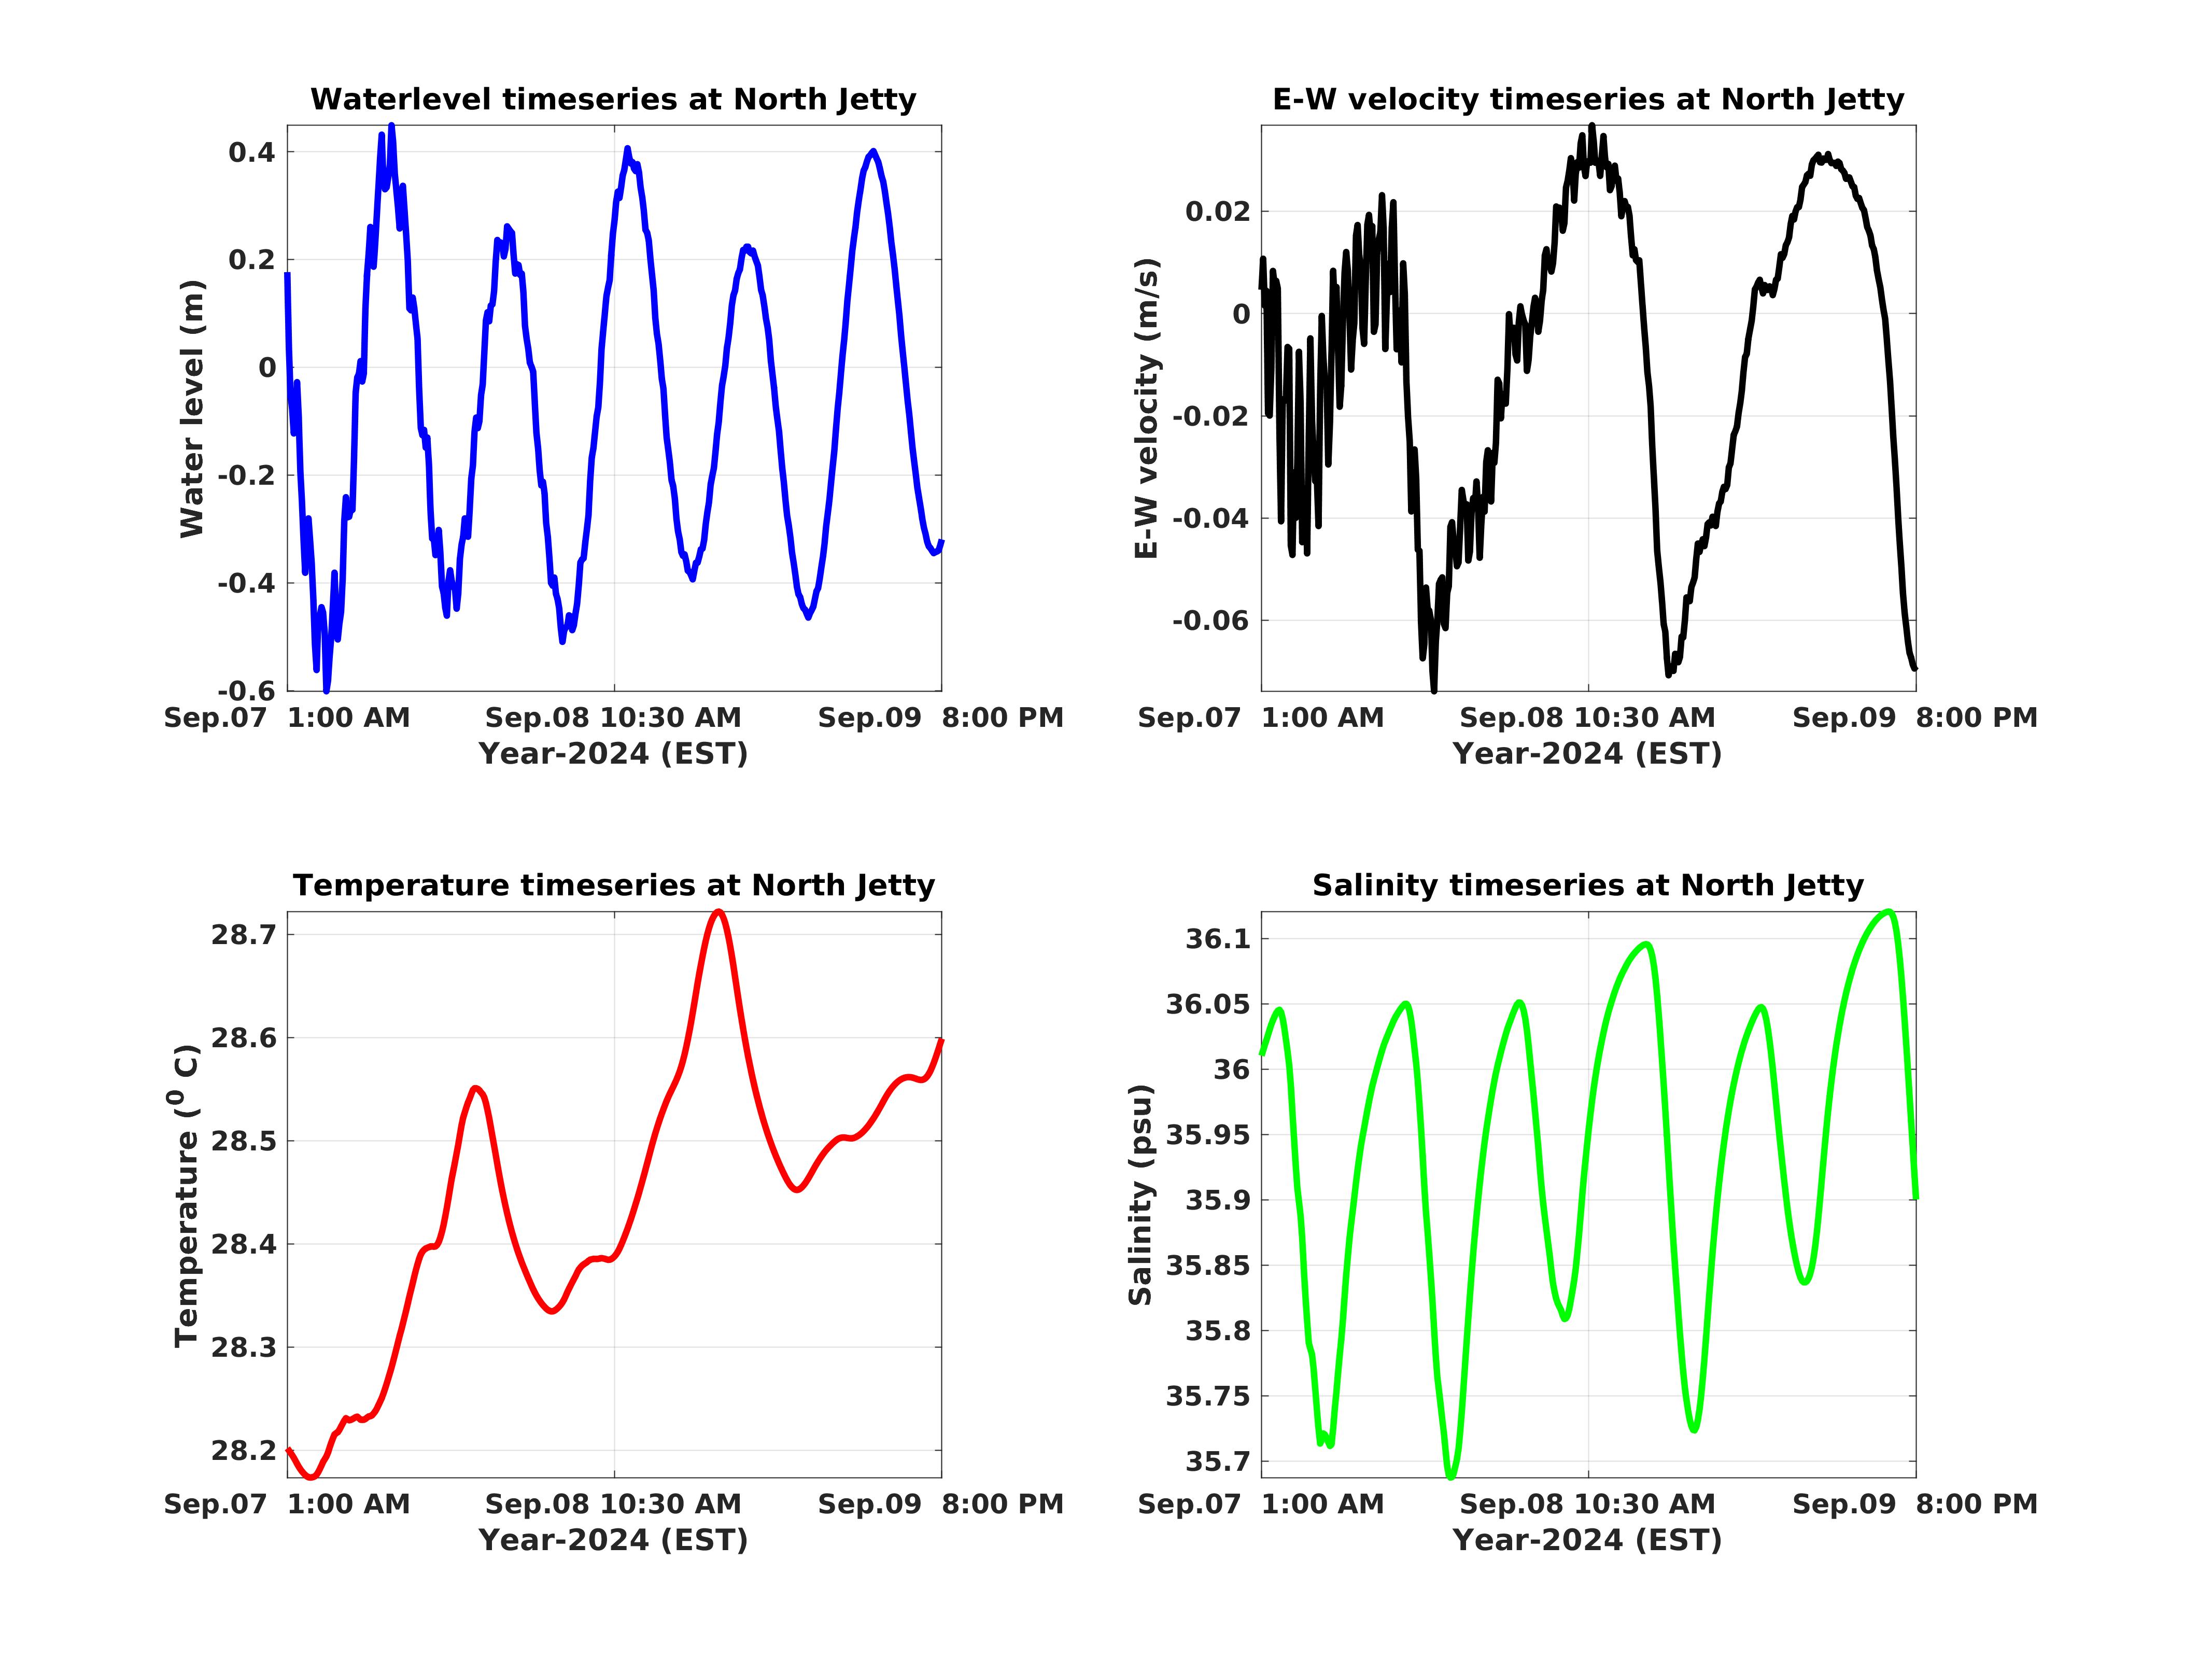 Waterlevel timeseries at North Jetty
0.4
0.2
0
-0.2
-0.4
-0.6
Water level (m)
Sep.07 1:00 AM Sep.08 10:30 AM Sep.09 8:00 PM
Year-2024 (EST)
E-W velocity timeseries at North Jetty
0.02
0
-0.02
-0.04
-0.06
E-W velocity (m/s)
Sep.07 1:00 AM Sep.08 10:30 AM Sep.09 8:00 PM
Year-2024 (EST)
Temperature timeseries at North Jetty
28.7
28.6
28.5
28.4
28.3
28.2
Temperature (⁰ C)
Sep.07 1:00 AM Sep.08 10:30 AM Sep.09 8:00 PM
Year-2024 (EST)
Salinity timeseries at North Jetty
36.1
36.05
36
35.95
35.9
35.85
35.8
35.75
35.7
Salinity (psu)
Sep.07 1:00 AM Sep.08 10:30 AM Sep.09 8:00 PM
Year-2024 (EST)